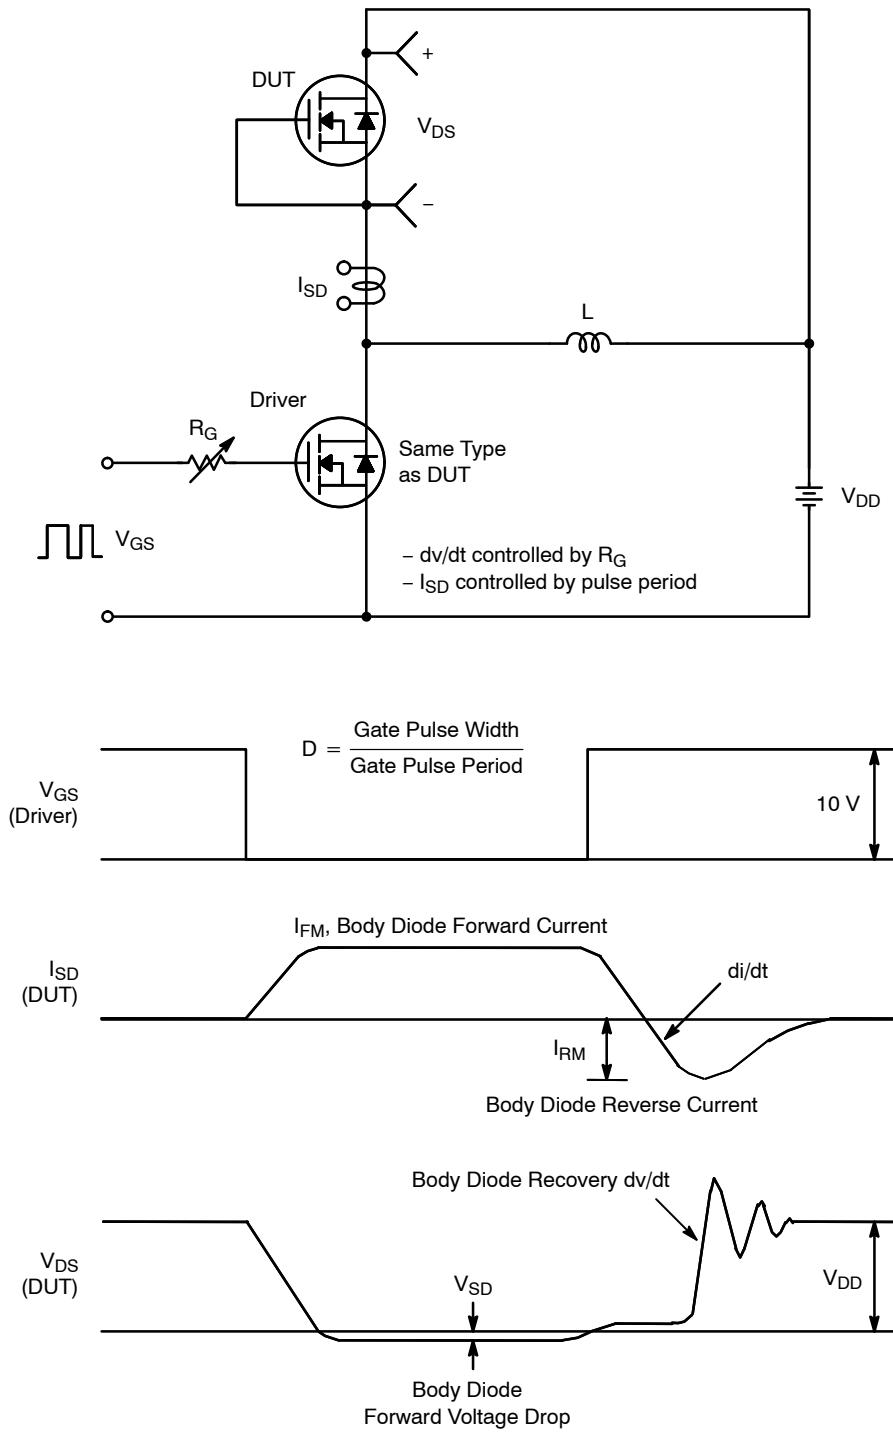 +
DUT
V_DS
−
I_SD
L
Driver
R_G
Same Type
as DUT
V_DD
V_GS
− dv/dt controlled by R_G
− I_SD controlled by pulse period
D = Gate Pulse Width
Gate Pulse Period
V_GS
(Driver)
10 V
I_FM, Body Diode Forward Current
I_SD
(DUT)
di/dt
I_RM
Body Diode Reverse Current
Body Diode Recovery dv/dt
V_DS
(DUT)
V_SD
V_DD
Body Diode
Forward Voltage Drop